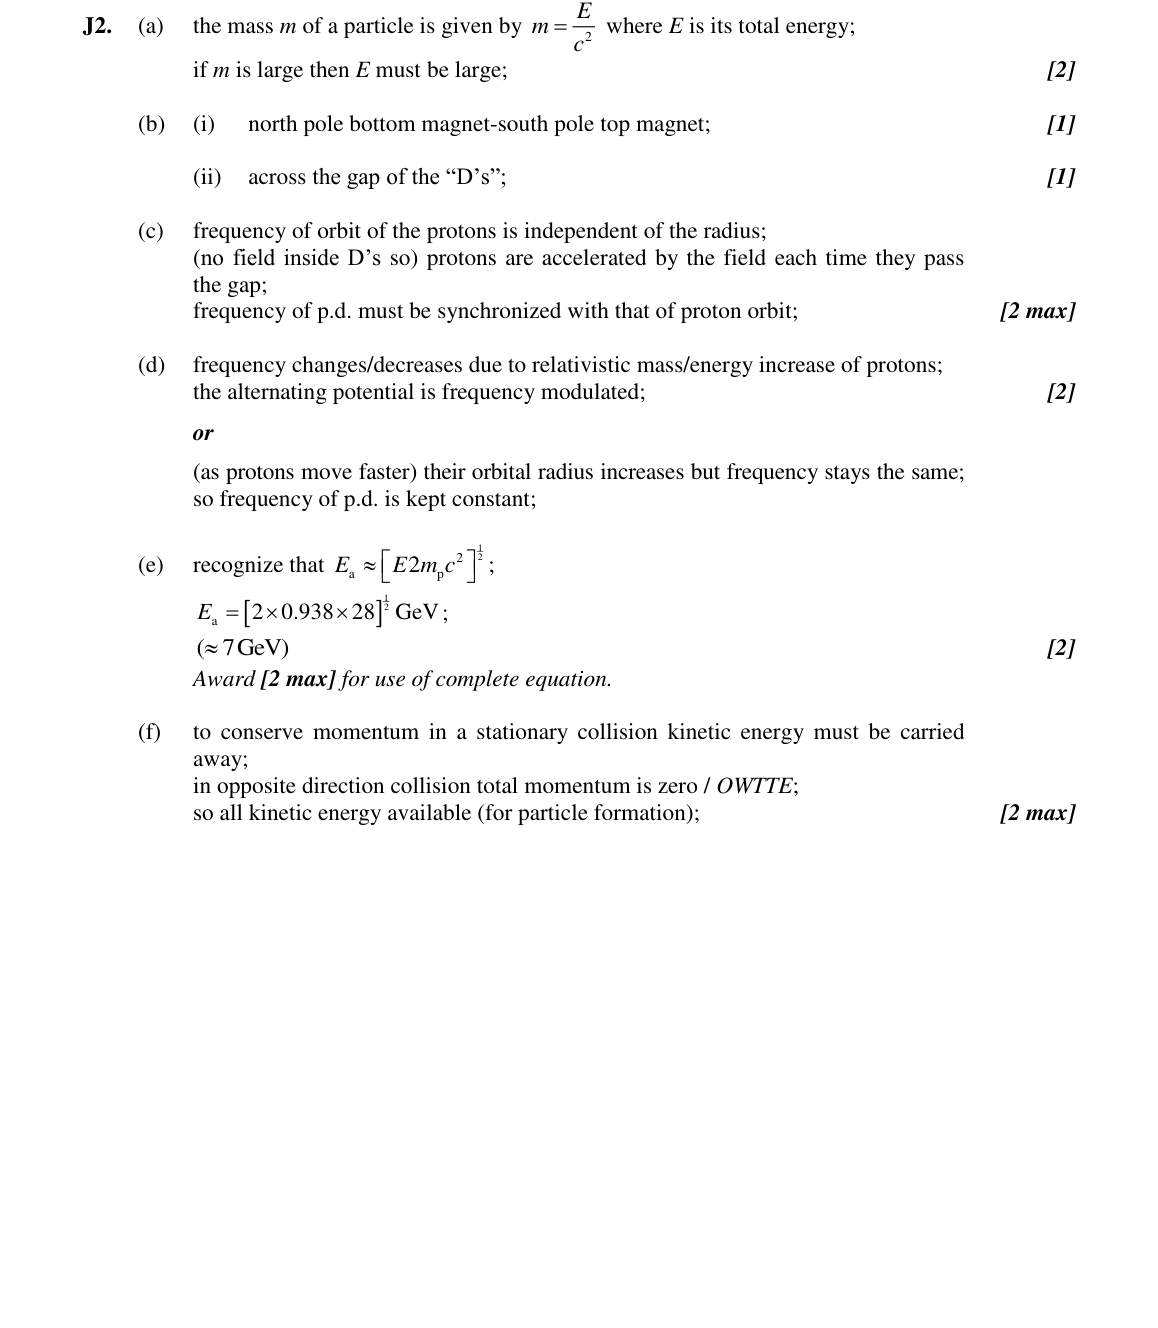 J2. (a) the mass m of a particle is given by m = E/c² where E is its total energy;
if m is large then E must be large; [2]
(b) (i) north pole bottom magnet-south pole top magnet; [1]
(ii) across the gap of the “D’s”; [1]
(c) frequency of orbit of the protons is independent of the radius;
(no field inside D’s so) protons are accelerated by the field each time they pass
the gap;
frequency of p.d. must be synchronized with that of proton orbit; [2 max]
(d) frequency changes/decreases due to relativistic mass/energy increase of protons;
the alternating potential is frequency modulated; [2]
or
(as protons move faster) their orbital radius increases but frequency stays the same;
so frequency of p.d. is kept constant;
(e) recognize that Eₐ ≈ [E2mₚc²]^½ ;
Eₐ = [2×0.938×28]^½ GeV ;
(≈ 7 GeV) [2]
Award [2 max] for use of complete equation.
(f) to conserve momentum in a stationary collision kinetic energy must be carried
away;
in opposite direction collision total momentum is zero / OWTTE;
so all kinetic energy available (for particle formation); [2 max]